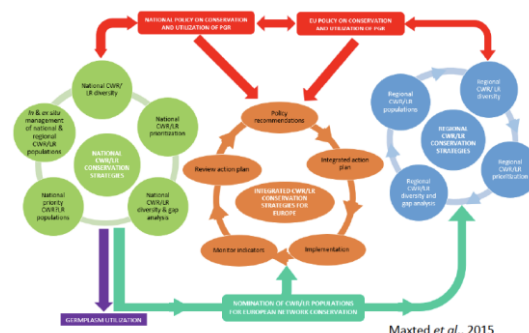 NATIONAL POLICY ON CONSERVATION
AND UTILIZATION OF PGR
EU POLICY ON CONSERVATION
AND UTILIZATION OF PGR
National CWR/
LR diversity
In & ex situ
management
of national &
regional
CWR/LR
populations
National
CWR/LR
prioritization
NATIONAL
CWR/LR
CONSERVATION
STRATEGIES
National
priority
CWR/LR
populations
National CWR/LR
diversity & gap
analysis
Policy
recommendations
Review action plan
Integrated action
plan
INTEGRATED CWR/LR
CONSERVATION
STRATEGIES FOR
EUROPE
Monitor indicators
Implementation
Regional
CWR/LR
diversity
Regional
CWR/LR
populations
REGIONAL
CWR/LR
CONSERVATION
STRATEGIES
Regional
CWR/LR
prioritization
Regional
CWR/LR
diversity and
gap analysis
GERMPLASM UTILIZATION
NOMINATION OF CWR/LR POPULATIONS
FOR EUROPEAN NETWORK CONSERVATION
Maxted et al., 2015